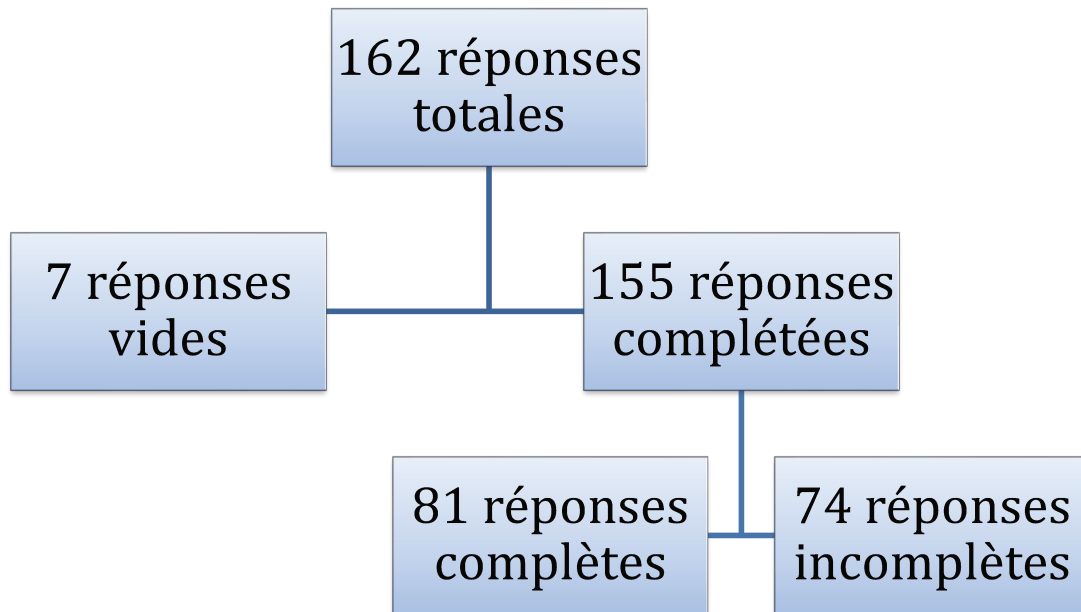 162 réponses
totales
7 réponses
vides
155 réponses
complétées
81 réponses
complètes
74 réponses
incomplètes